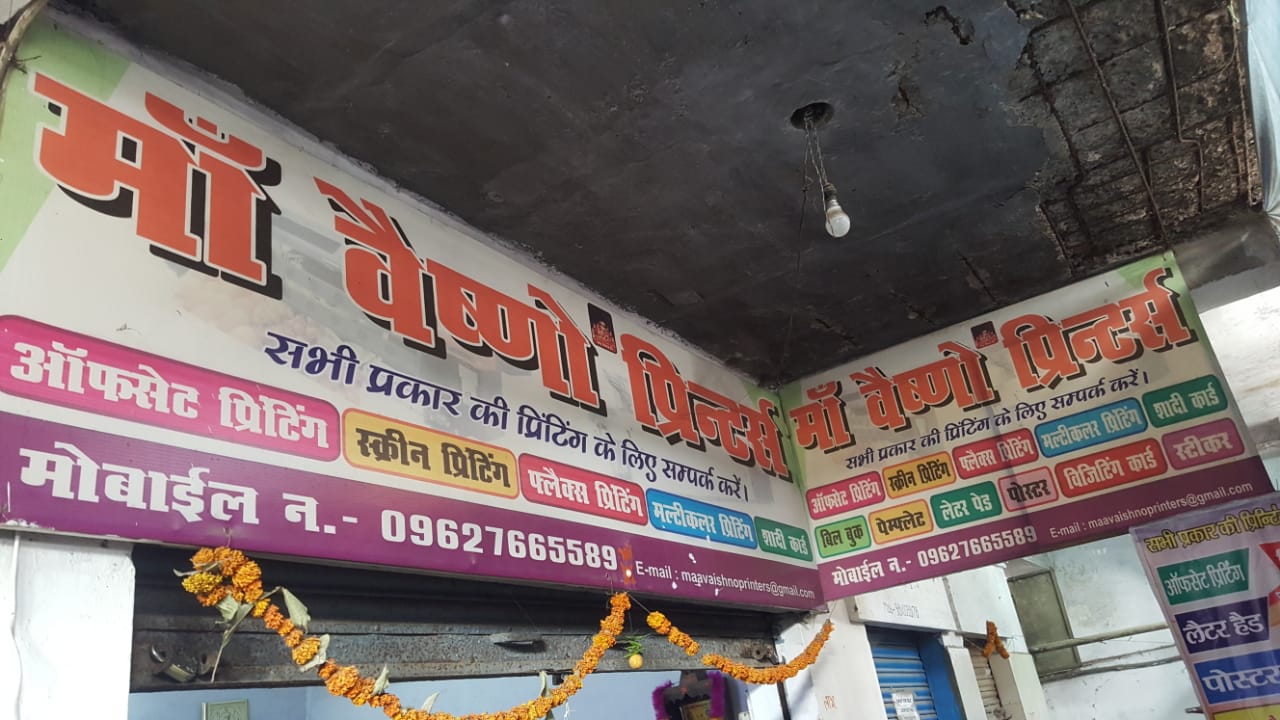 माँ वैष्णो प्रिन्टर्स
सभी प्रकार की प्रिंटिंग के लिए सम्पर्क करें।
ऑफसेट प्रिंटिंग स्क्रीन प्रिंटिंग फ्लैक्स प्रिंटिंग मल्टीकलर प्रिंटिंग शादी कार्ड
मोबाईल न.- 09627665589 E-mail : maavaishnoprinters@gmail.com
माँ वैष्णो प्रिन्टर्स
सभी प्रकार की प्रिंटिंग के लिए सम्पर्क करें।
ऑफसेट प्रिंटिंग स्क्रीन प्रिंटिंग फ्लैक्स प्रिंटिंग मल्टीकलर प्रिंटिंग शादी कार्ड
बिल बुक पेम्पलेट लेटर पेड पोस्टर विजिटिंग कार्ड स्टीकर
मोबाईल न.- 09627665589 E-mail : maavaishnoprinters@gmail.com
सभी प्रकार की
ऑफसेट प्रिंटिंग
लैटर हैड